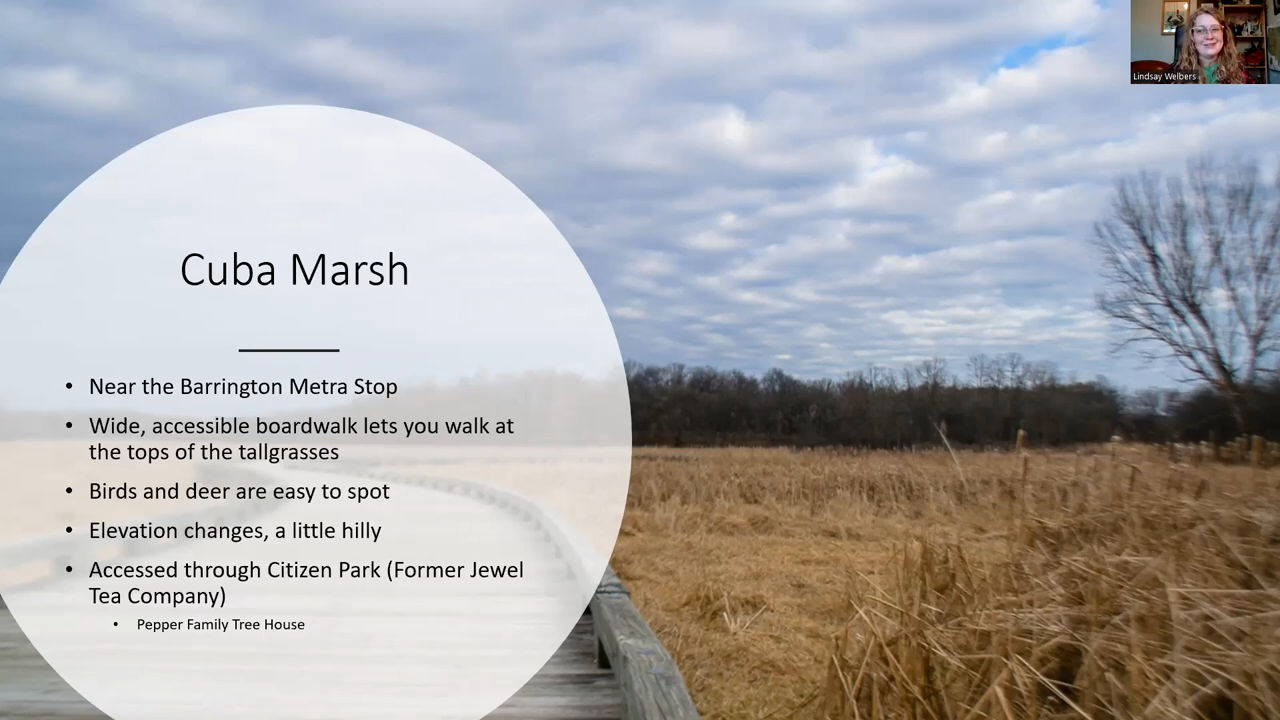 Lindsay Welbers
Cuba Marsh
• Near the Barrington Metra Stop
• Wide, accessible boardwalk lets you walk at
the tops of the tallgrasses
• Birds and deer are easy to spot
• Elevation changes, a little hilly
• Accessed through Citizen Park (Former Jewel
Tea Company)
• Pepper Family Tree House